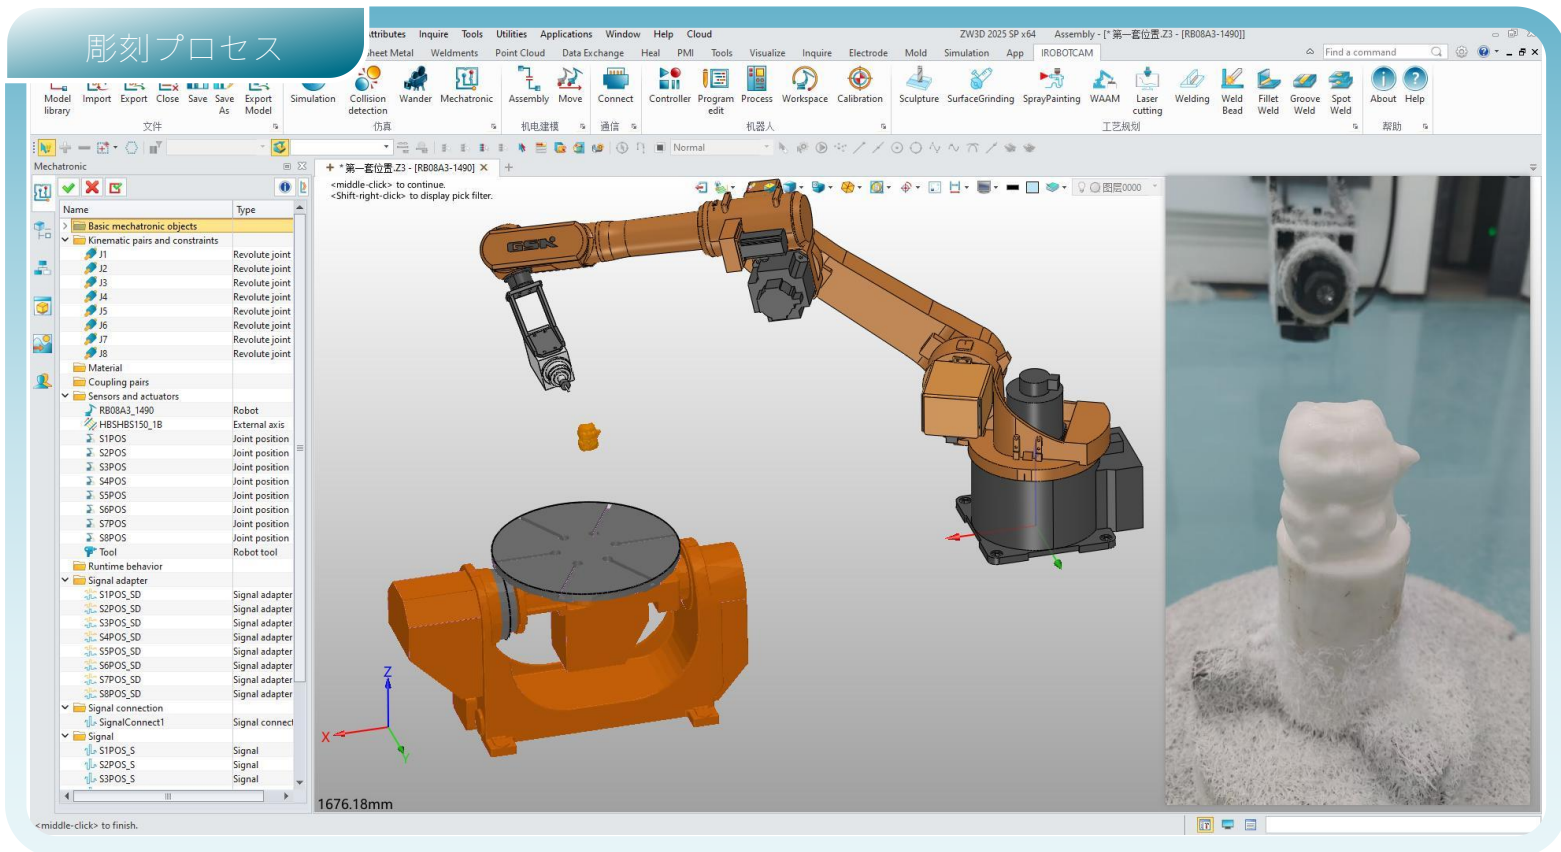 彫刻プロセス
Attributes Inquire Tools Utilities Applications Window Help Cloud
ZW3D 2025 SP x64 Assembly - [* 第一套位置.Z3 - [RB08A3-1490]]
Sheet Metal Weldments Point Cloud Data Exchange Heal PMI Tools Visualize Inquire Electrode Mold Simulation App IROBOTCAM
Find a command
Model library Import Export Close Save Save As Export Model Simulation Collision detection Wander Mechatronic Assembly Move Connect Controller Program edit Process Workspace Calibration Sculpture SurfaceGrinding SprayPainting WAAM Laser cutting Welding Weld Bead Fillet Weld Groove Weld Spot Weld About Help
文件 仿真 机电建模 通信 机器人 工艺规划 帮助
Normal
Mechatronic
* 第一套位置.Z3 - [RB08A3-1490]
<middle-click> to continue.
<Shift-right-click> to display pick filter.
图层0000
Name Type
Basic mechatronic objects
Kinematic pairs and constraints
J1 Revolute joint
J2 Revolute joint
J3 Revolute joint
J4 Revolute joint
J5 Revolute joint
J6 Revolute joint
J7 Revolute joint
J8 Revolute joint
Material
Coupling pairs
Sensors and actuators
RB08A3_1490 Robot
HBSHBS150_1B External axis
S1POS Joint position
S2POS Joint position
S3POS Joint position
S4POS Joint position
S5POS Joint position
S6POS Joint position
S7POS Joint position
S8POS Joint position
Tool Robot tool
Runtime behavior
Signal adapter
S1POS_SD Signal adapter
S2POS_SD Signal adapter
S3POS_SD Signal adapter
S4POS_SD Signal adapter
S5POS_SD Signal adapter
S6POS_SD Signal adapter
S7POS_SD Signal adapter
S8POS_SD Signal adapter
Signal connection
SignalConnect1 Signal connect
Signal
S1POS_S Signal
S2POS_S Signal
S3POS_S Signal
GSK
Z
X
Y
1676.18mm
<middle-click> to finish.